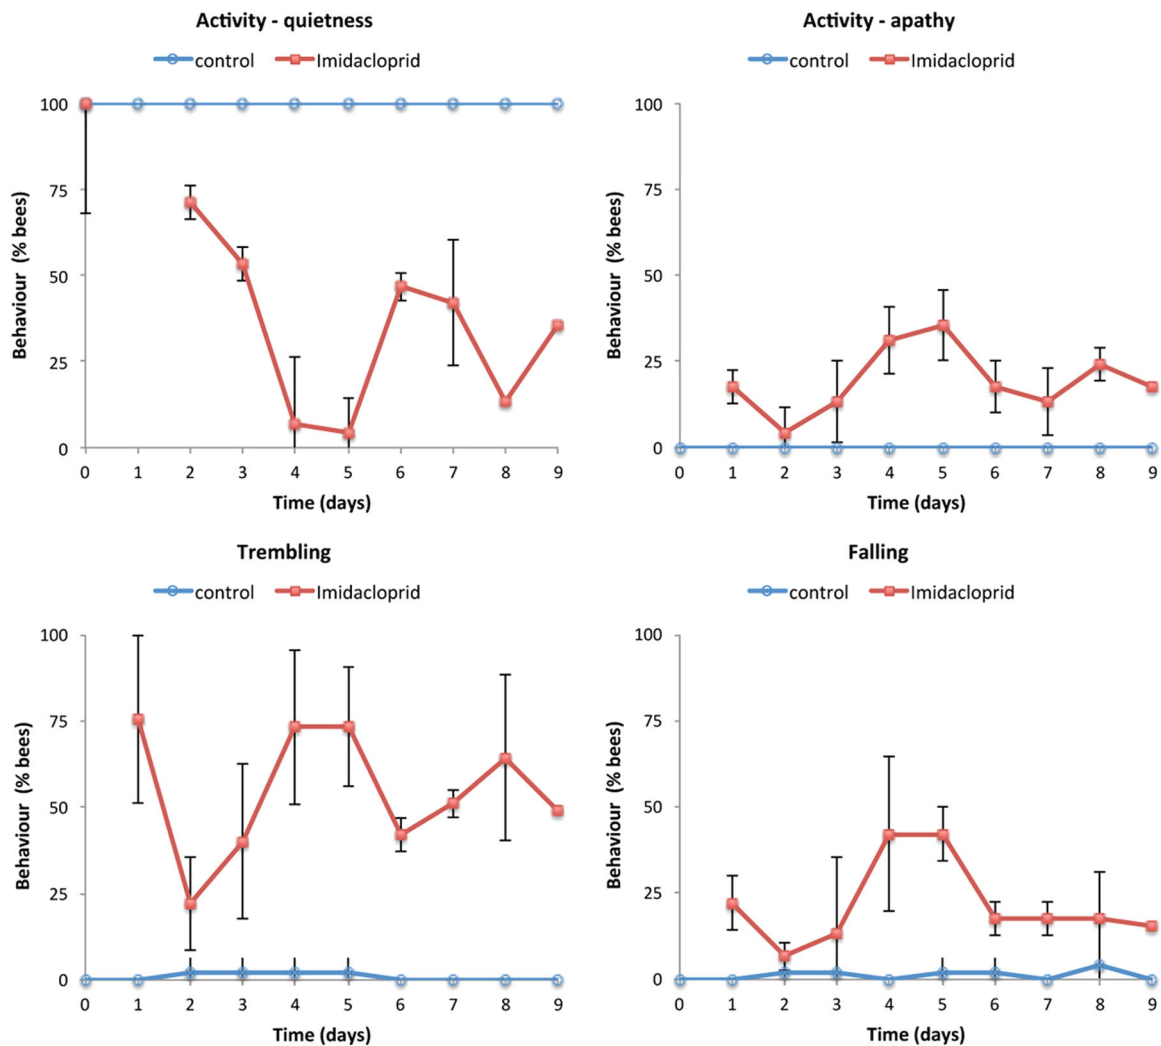 Activity - quietness
control Imidacloprid
100
75
50
25
0
Behaviour (% bees)
0 1 2 3 4 5 6 7 8 9
Time (days)
Activity - apathy
control Imidacloprid
100
75
50
25
0
Behaviour (% bees)
0 1 2 3 4 5 6 7 8 9
Time (days)
Trembling
control Imidacloprid
100
75
50
25
0
Behaviour (% bees)
0 1 2 3 4 5 6 7 8 9
Time (days)
Falling
control Imidacloprid
100
75
50
25
0
Behaviour (% bees)
0 1 2 3 4 5 6 7 8 9
Time (days)